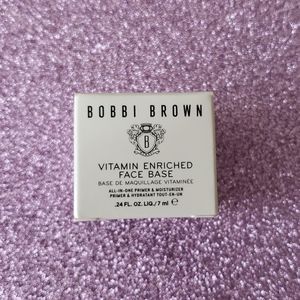 BOBBI BROWN
B
VITAMIN ENRICHED
FACE BASE
BASE DE MAQUILLAGE VITAMINÉE
ALL-IN-ONE PRIMER & MOISTURIZER
PRIMER & HYDRATANT TOUT-EN-UN
.24 FL. OZ. LIQ./7 ml ℮